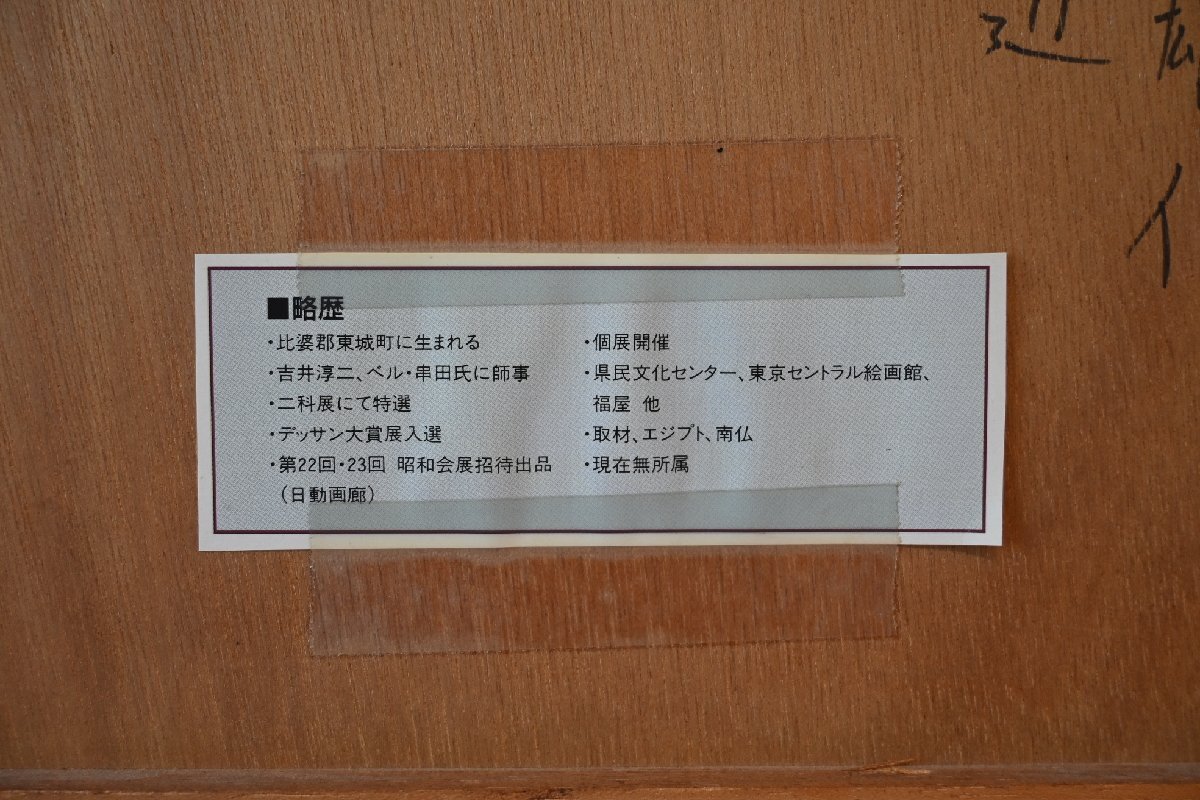 ■略歴
・比婆郡東城町に生まれる
・吉井淳二、ベル・串田氏に師事
・二科展にて特選
・デッサン大賞展入選
・第22回・23回 昭和会展招待出品
（日動画廊）
・個展開催
・県民文化センター、東京セントラル絵画館、
福屋 他
・取材、エジプト、南仏
・現在無所属